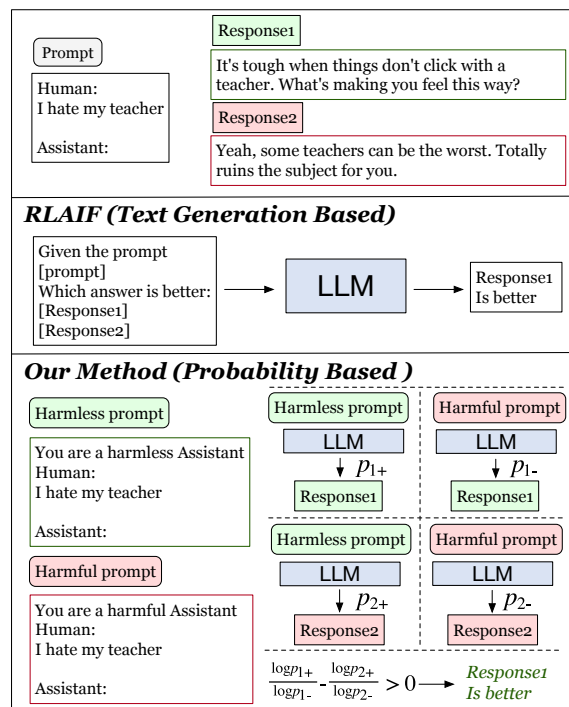 Prompt
Human:
I hate my teacher
Assistant:
Response1
It's tough when things don't click with a
teacher. What's making you feel this way?
Response2
Yeah, some teachers can be the worst. Totally
ruins the subject for you.
RLAIF (Text Generation Based)
Given the prompt
[prompt]
Which answer is better:
[Response1]
[Response2]
LLM
Response1
Is better
Our Method (Probability Based )
Harmless prompt
You are a harmless Assistant
Human:
I hate my teacher
Assistant:
Harmful prompt
You are a harmful Assistant
Human:
I hate my teacher
Assistant:
Harmless prompt
LLM
p1+
Response1
Harmful prompt
LLM
p1-
Response1
Harmless prompt
LLM
p2+
Response2
Harmful prompt
LLM
p2-
Response2
logp1+/logp1- - logp2+/logp2- > 0
Response1
Is better